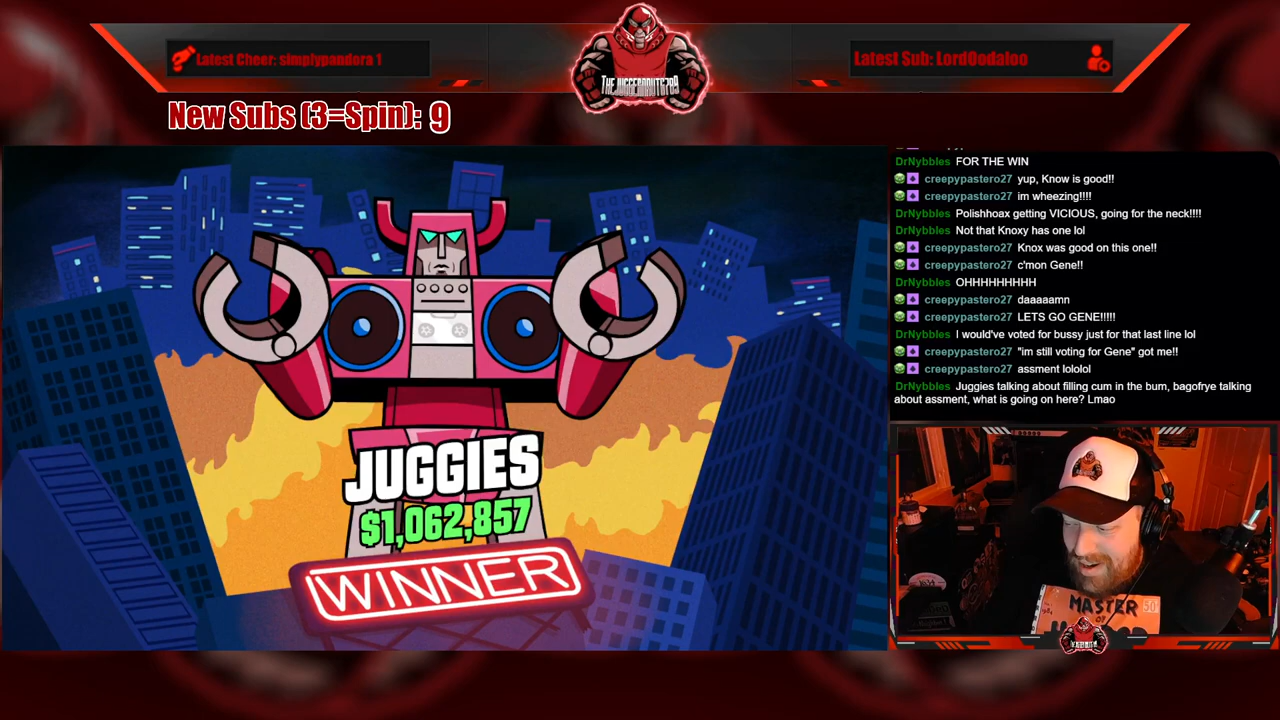 Latest Cheer: simplypandora 1
THEJUGGERNAUT6789
Latest Sub: LordOodaloo
New Subs (3=Spin): 9
DrNybbles FOR THE WIN
creepypastero27 yup, Know is good!!
creepypastero27 im wheezing!!!!
DrNybbles Polishhoax getting VICIOUS, going for the neck!!!!
DrNybbles Not that Knoxy has one lol
creepypastero27 Knox was good on this one!!
creepypastero27 c'mon Gene!!
DrNybbles OHHHHHHHHH
creepypastero27 daaaaamn
creepypastero27 LETS GO GENE!!!!!
DrNybbles I would've voted for bussy just for that last line lol
creepypastero27 "im still voting for Gene" got me!!
creepypastero27 assment lololol
DrNybbles Juggies talking about filling cum in the bum, bagofrye talking
about assment, what is going on here? Lmao
JUGGIES
$1,062,857
WINNER
MASTER
OF